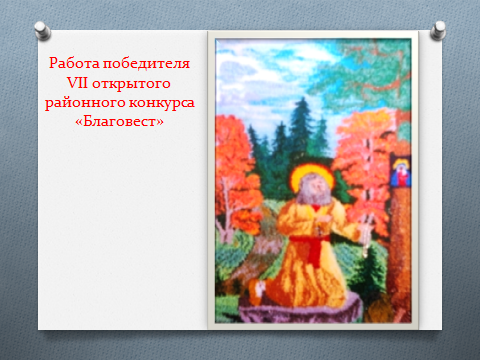 Работа победителя
VII открытого
районного конкурса
«Благовест»